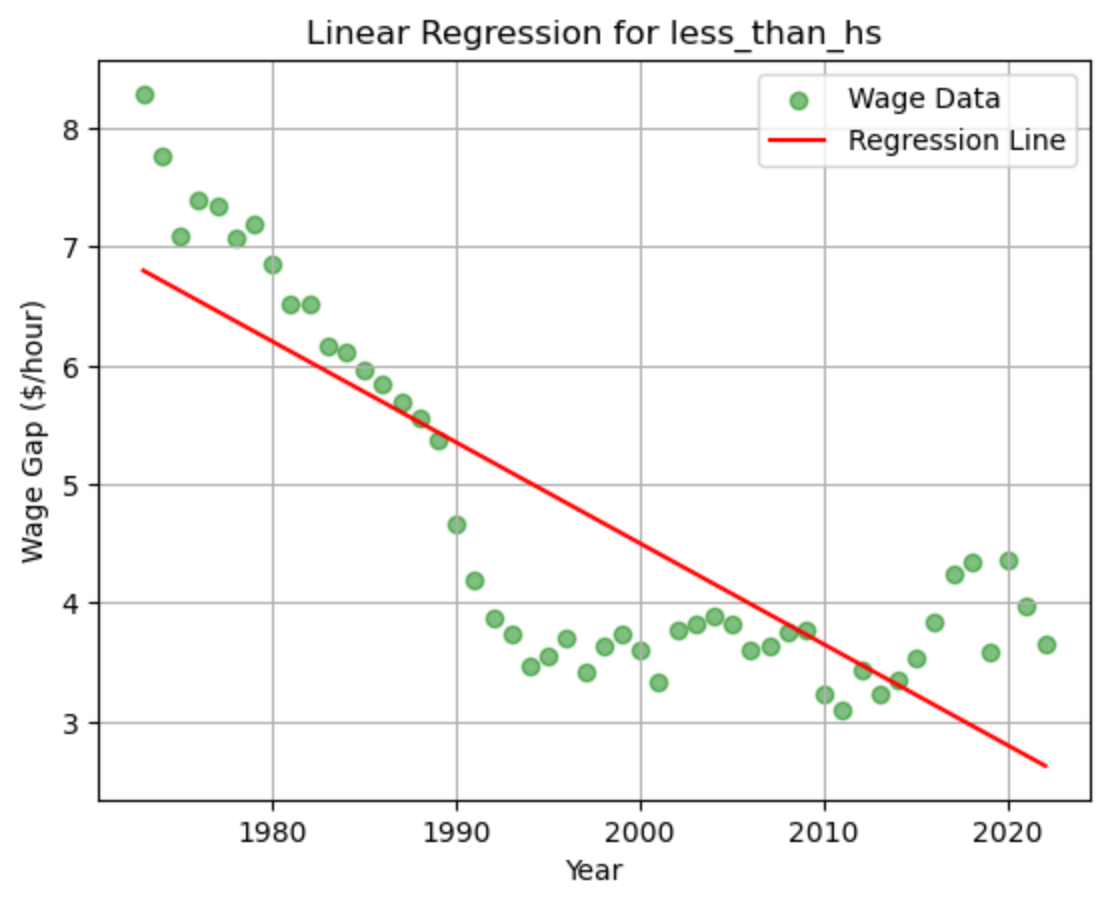 Linear Regression for less_than_hs
Wage Data
Regression Line
Wage Gap ($/hour)
8
7
6
5
4
3
1980
1990
2000
2010
2020
Year